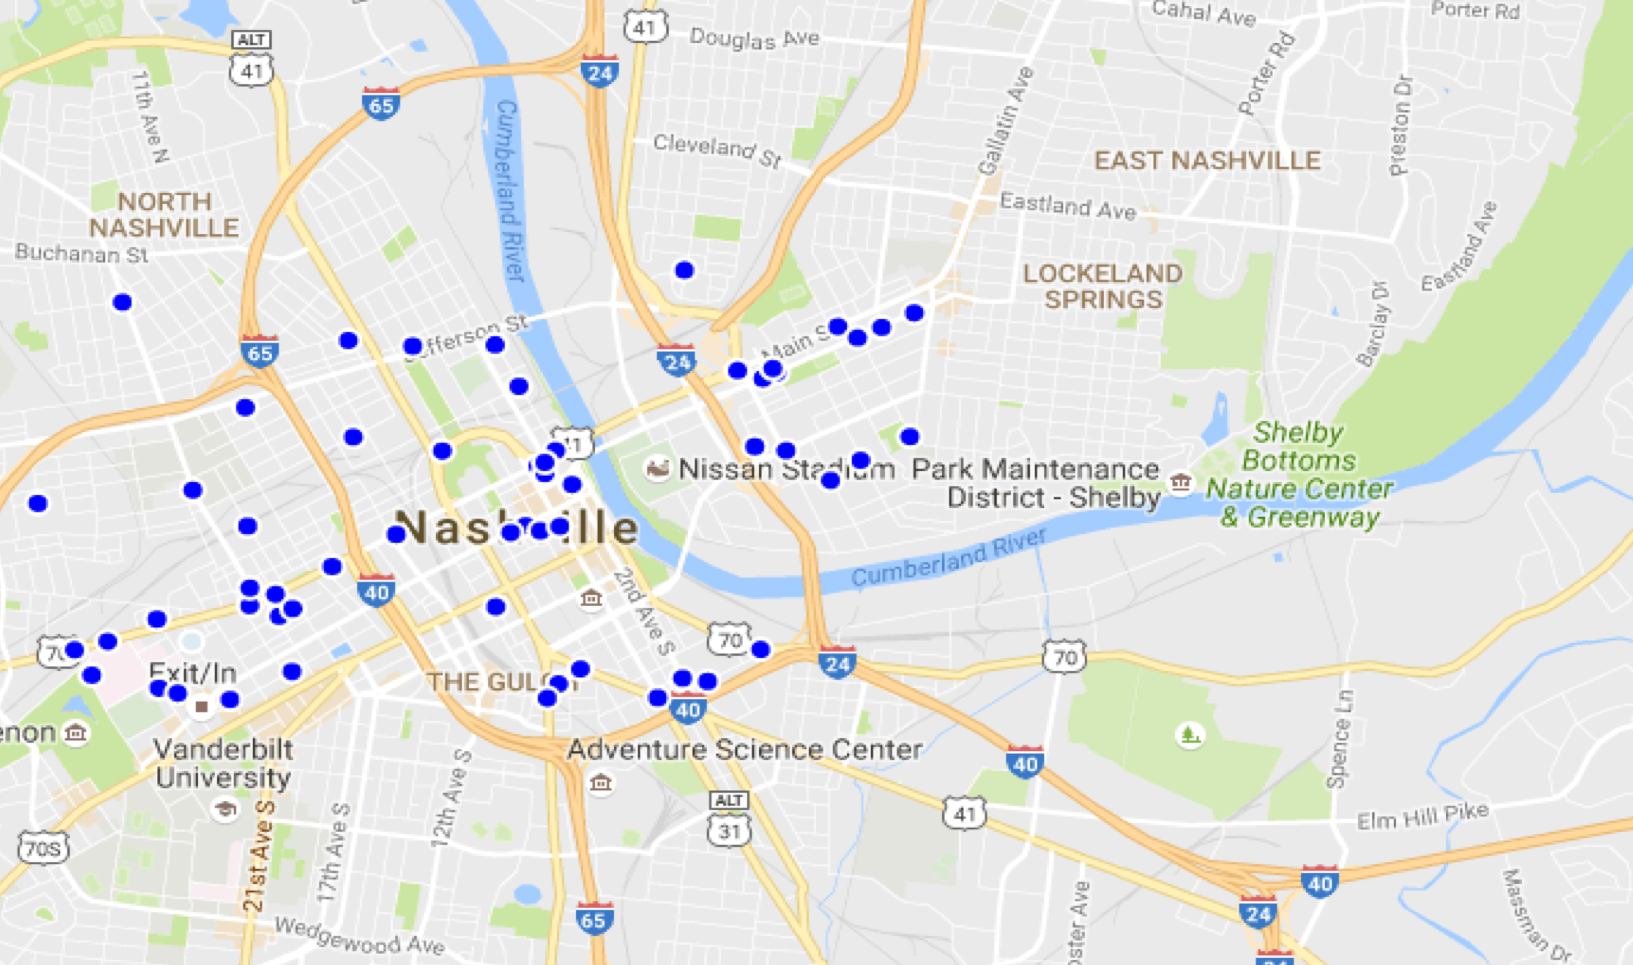 Cahal Ave
Porter Rd
41
Douglas Ave
ALT
41
24
65
11th Ave N
Cumberland River
Cleveland St
Gallatin Ave
Porter Rd
Preston Dr
EAST NASHVILLE
NORTH
NASHVILLE
Eastland Ave
Eastland Ave
Buchanan St
LOCKELAND
SPRINGS
Barclay Dr
65
efferson St
24
Main S
11
Nissan Stadium
Park Maintenance
District - Shelby
Shelby
Bottoms
Nature Center
& Greenway
Nashville
Cumberland River
40
2nd Ave S
70
70
24
70
Exit/In
THE GULCH
40
enon
Vanderbilt
University
Adventure Science Center
40
Spence Ln
ALT
31
41
Elm Hill Pike
12th Ave S
17th Ave S
21st Ave S
70S
40
24
65
Wedgewood Ave
oster Ave
Massman Dr
24